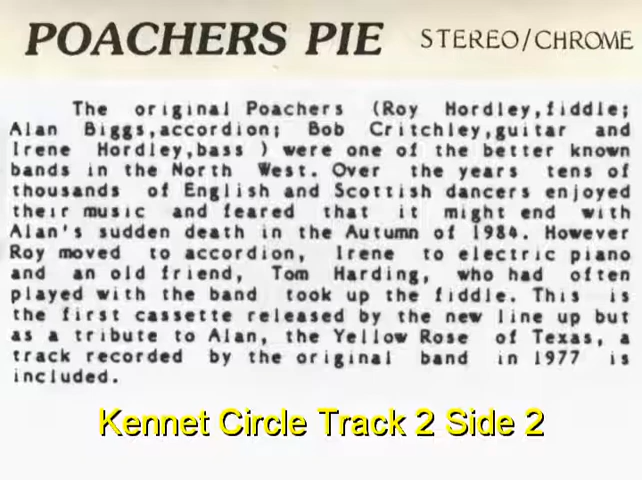 POACHERS PIE STEREO/CHROME
The original Poachers (Roy Hordley,fiddle;
Alan Biggs,accordion; Bob Critchley,guitar and
Irene Hordley,bass ) were one of the better known
bands in the North West. Over the years tens of
thousands of English and Scottish dancers enjoyed
their music and feared that it might end with
Alan's sudden death in the Autumn of 1984. However
Roy moved to accordion, Irene to electric piano
and an old friend, Tom Harding, who had often
played with the band took up the fiddle. This is
the first cassette released by the new line up but
as a tribute to Alan, the Yellow Rose of Texas, a
track recorded by the original band in 1977 is
included.
Kennet Circle Track 2 Side 2